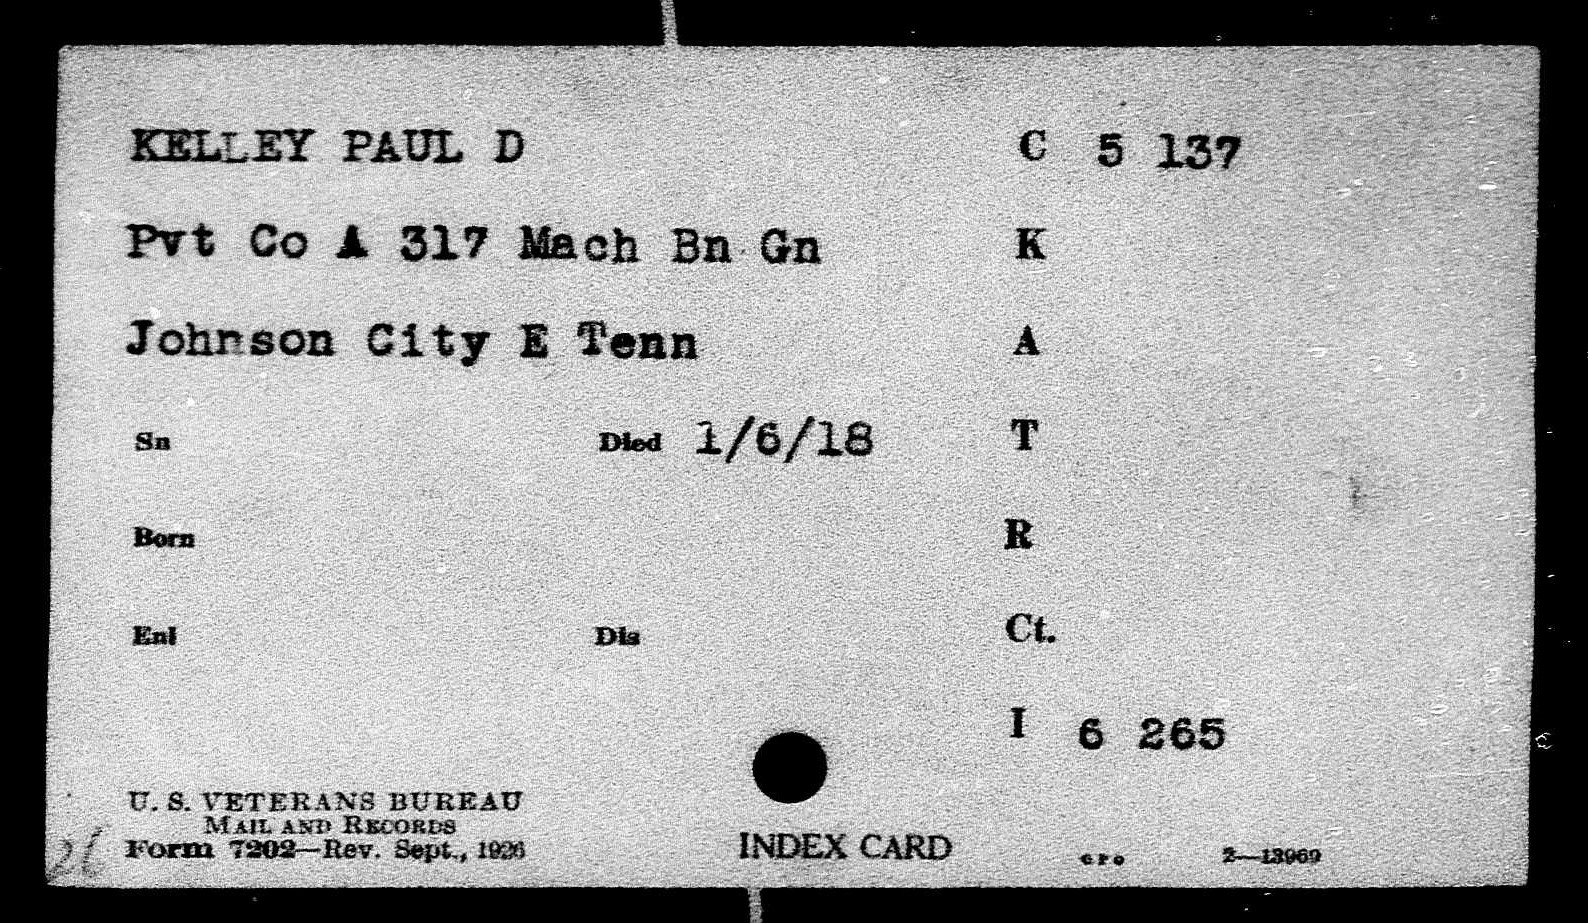 KELLEY PAUL D C 5 137
Pvt Co A 317 Mach Bn Gn K
Johnson City E Tenn A
Sn Died 1/6/18 T
Born R
Enl Dis Ct.
I 6 265
U. S. VETERANS BUREAU
MAIL AND RECORDS
Form 7202—Rev. Sept., 1926
INDEX CARD
GPO 2—13969